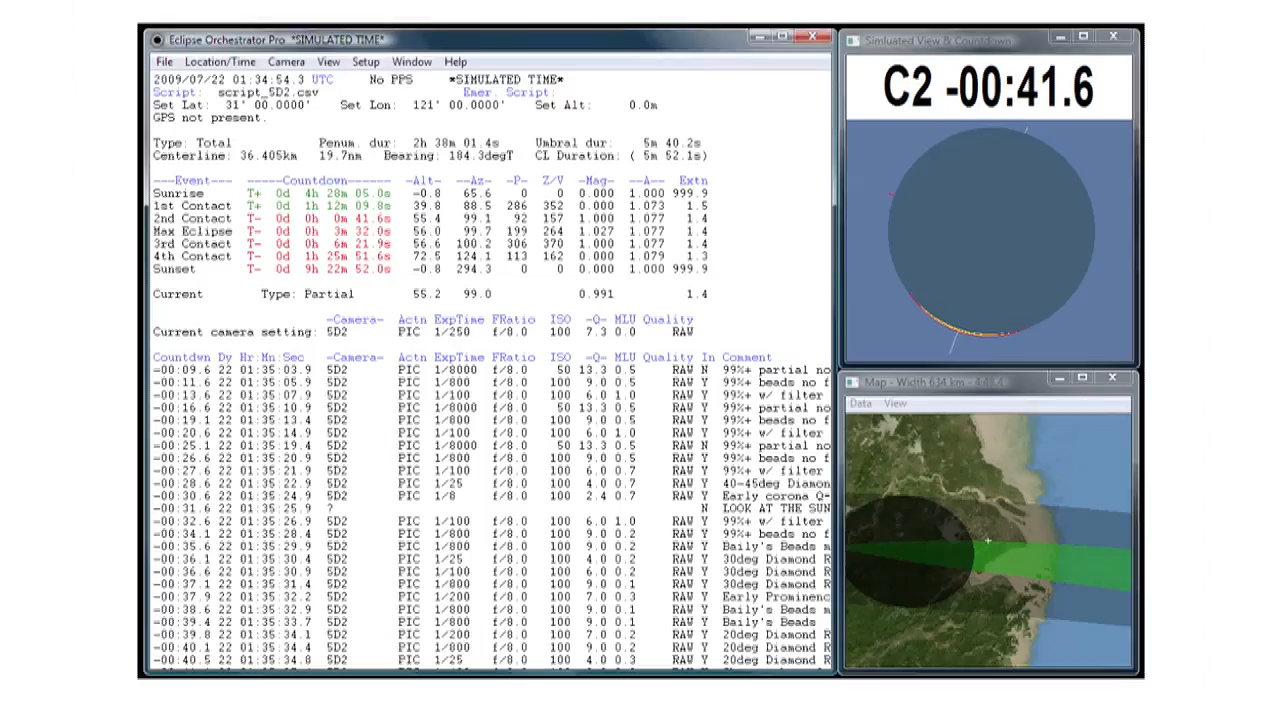 Eclipse Orchestrator Pro *SIMULATED TIME*
File Location/Time Camera View Setup Window Help
2009/07/22 01:34:54.3 UTC No PPS *SIMULATED TIME*
Script: script_5D2.csv Emer. Script:
Set Lat: 31' 00.0000' Set Lon: 121' 00.0000' Set Alt: 0.0m
GPS not present.
Type: Total Penum. dur: 2h 38m 01.4s Umbral dur: 5m 40.2s
Centerline: 36.405km 19.7nm Bearing: 184.3degT CL Duration: ( 5m 52.1s)
---Event--- -----Countdown----- -Alt- --Az- -P- Z/V -Mag- --A-- Extn
Sunrise T+ 0d 4h 28m 05.0s -0.8 65.6 0 0 0.000 1.000 999.9
1st Contact T+ 0d 1h 12m 09.8s 39.8 88.5 286 352 0.000 1.073 1.5
2nd Contact T- 0d 0h 0m 41.6s 55.4 99.1 92 157 1.000 1.077 1.4
Max Eclipse T- 0d 0h 3m 32.0s 56.0 99.7 199 264 1.027 1.077 1.4
3rd Contact T- 0d 0h 6m 21.9s 56.6 100.2 306 370 1.000 1.077 1.4
4th Contact T- 0d 1h 25m 51.6s 72.5 124.1 113 162 0.000 1.079 1.3
Sunset T- 0d 9h 22m 52.0s -0.8 294.3 0 0 0.000 1.000 999.9
Current Type: Partial 55.2 99.0 0.991 1.4
-Camera- Actn ExpTime FRatio ISO -Q- MLU Quality
Current camera setting: 5D2 PIC 1/250 f/8.0 100 7.3 0.0 RAW
Countdwn Dy Hr:Mn:Sec -Camera- Actn ExpTime FRatio ISO -Q- MLU Quality In Comment
=00:09.6 22 01:35:03.9 5D2 PIC 1/8000 f/8.0 50 13.3 0.5 RAW N 99%+ partial no
-00:11.6 22 01:35:05.9 5D2 PIC 1/800 f/8.0 100 9.0 0.5 RAW Y 99%+ beads no f
-00:13.6 22 01:35:07.9 5D2 PIC 1/100 f/8.0 100 6.0 1.0 RAW Y 99%+ w/ filter
-00:16.6 22 01:35:10.9 5D2 PIC 1/8000 f/8.0 50 13.3 0.5 RAW Y 99%+ partial no
-00:19.1 22 01:35:13.4 5D2 PIC 1/800 f/8.0 100 9.0 0.5 RAW Y 99%+ beads no f
-00:20.6 22 01:35:14.9 5D2 PIC 1/100 f/8.0 100 6.0 1.0 RAW Y 99%+ w/ filter
-00:25.1 22 01:35:19.4 5D2 PIC 1/8000 f/8.0 50 13.3 0.5 RAW N 99%+ partial no
-00:26.6 22 01:35:20.9 5D2 PIC 1/800 f/8.0 100 9.0 0.5 RAW Y 99%+ beads no f
-00:27.6 22 01:35:21.9 5D2 PIC 1/100 f/8.0 100 6.0 0.7 RAW Y 99%+ w/ filter
-00:28.6 22 01:35:22.9 5D2 PIC 1/25 f/8.0 100 4.0 0.7 RAW Y 40-45deg Diamond
-00:30.6 22 01:35:24.9 5D2 PIC 1/8 f/8.0 100 2.4 0.7 RAW Y Early corona Q-
-00:31.6 22 01:35:25.9 ? N LOOK AT THE SUN
-00:32.6 22 01:35:26.9 5D2 PIC 1/100 f/8.0 100 6.0 1.0 RAW Y 99%+ w/ filter
-00:34.1 22 01:35:28.4 5D2 PIC 1/800 f/8.0 100 9.0 0.2 RAW Y 99%+ beads no f
-00:35.6 22 01:35:29.9 5D2 PIC 1/800 f/8.0 100 9.0 0.2 RAW Y Baily's Beads m
-00:36.1 22 01:35:30.4 5D2 PIC 1/25 f/8.0 100 4.0 0.2 RAW Y 30deg Diamond R
-00:36.6 22 01:35:30.9 5D2 PIC 1/100 f/8.0 100 6.0 0.2 RAW Y 30deg Diamond R
-00:37.1 22 01:35:31.4 5D2 PIC 1/800 f/8.0 100 9.0 0.2 RAW Y 30deg Diamond R
-00:37.9 22 01:35:32.2 5D2 PIC 1/200 f/8.0 100 7.0 0.3 RAW Y Early Prominenc
-00:38.6 22 01:35:32.9 5D2 PIC 1/800 f/8.0 100 9.0 0.1 RAW Y Baily's Beads m
-00:39.4 22 01:35:33.7 5D2 PIC 1/800 f/8.0 100 9.0 0.1 RAW Y Baily's Beads
-00:39.8 22 01:35:34.1 5D2 PIC 1/200 f/8.0 100 7.0 0.2 RAW Y 20deg Diamond R
-00:40.1 22 01:35:34.4 5D2 PIC 1/800 f/8.0 100 9.0 0.2 RAW Y 20deg Diamond R
-00:40.5 22 01:35:34.8 5D2 PIC 1/25 f/8.0 100 4.0 0.3 RAW Y 20deg Diamond R
Simluated View & Countdown
C2 -00:41.6
Map - Width 634 km -
Data View